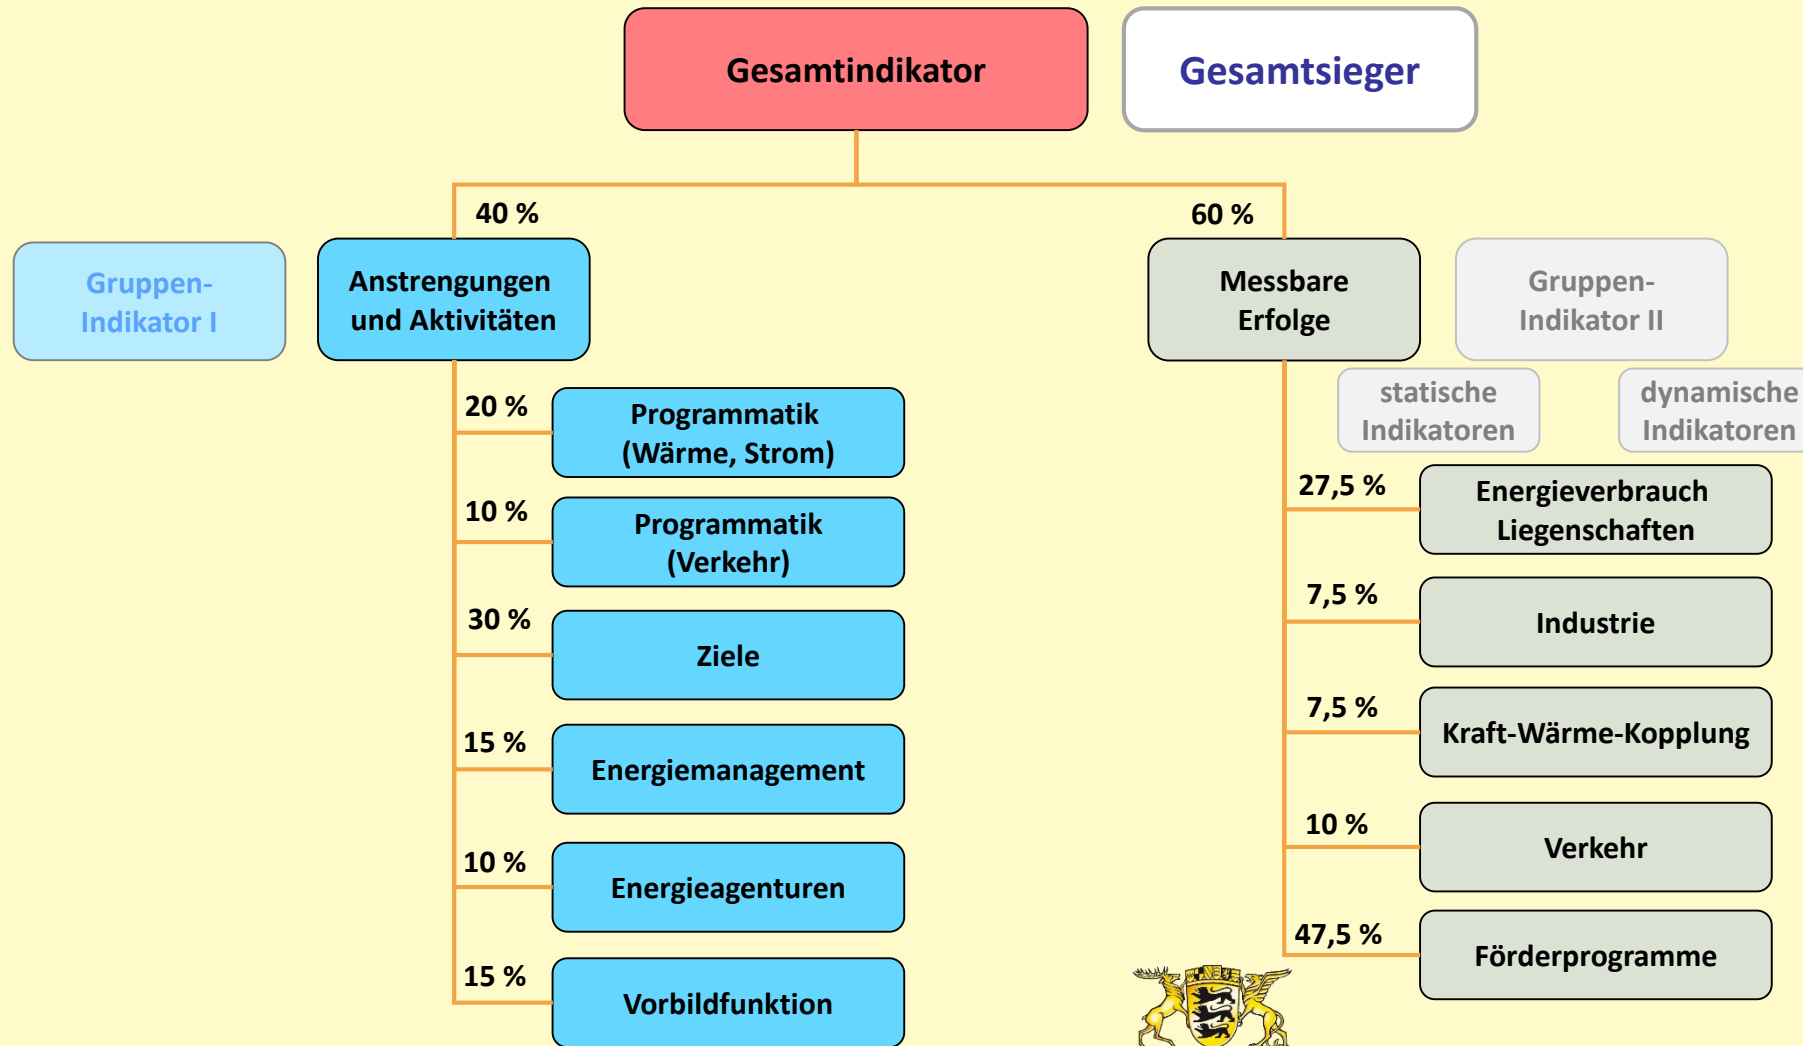 Gesamtindikator
Gesamtsieger
40 %
60 %
Gruppen-
Indikator I
Anstrengungen
und Aktivitäten
Messbare
Erfolge
Gruppen-
Indikator II
statische
Indikatoren
dynamische
Indikatoren
20 %
Programmatik
(Wärme, Strom)
10 %
Programmatik
(Verkehr)
30 %
Ziele
15 %
Energiemanagement
10 %
Energieagenturen
15 %
Vorbildfunktion
27,5 %
Energieverbrauch
Liegenschaften
7,5 %
Industrie
7,5 %
Kraft-Wärme-Kopplung
10 %
Verkehr
47,5 %
Förderprogramme